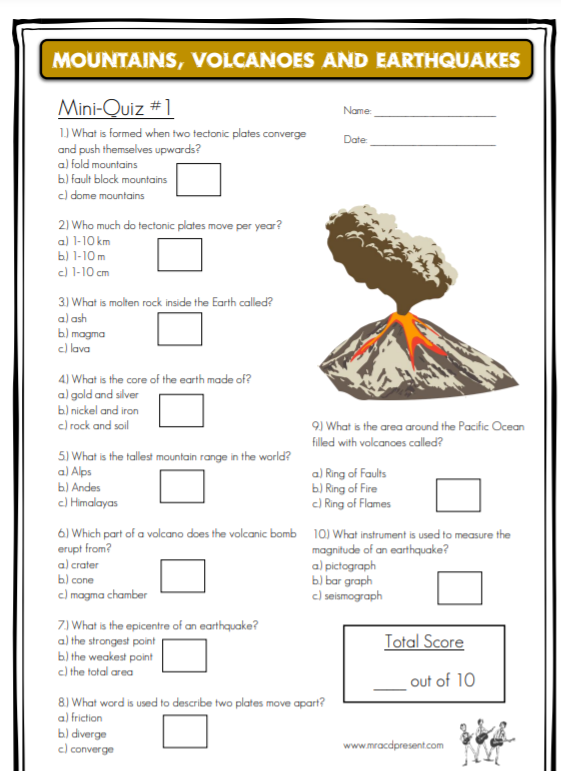 MOUNTAINS, VOLCANOES AND EARTHQUAKES
Mini-Quiz #1
Name: ____________________
Date: ____________________
1.) What is formed when two tectonic plates converge
and push themselves upwards?
a.) fold mountains
b.) fault block mountains
c.) dome mountains
2.) Who much do tectonic plates move per year?
a.) 1-10 km
b.) 1-10 m
c.) 1-10 cm
3.) What is molten rock inside the Earth called?
a.) ash
b.) magma
c.) lava
4.) What is the core of the earth made of?
a.) gold and silver
b.) nickel and iron
c.) rock and soil
5.) What is the tallest mountain range in the world?
a.) Alps
b.) Andes
c.) Himalayas
6.) Which part of a volcano does the volcanic bomb
erupt from?
a.) crater
b.) cone
c.) magma chamber
7.) What is the epicentre of an earthquake?
a.) the strongest point
b.) the weakest point
c.) the total area
8.) What word is used to describe two plates move apart?
a.) friction
b.) diverge
c.) converge
9.) What is the area around the Pacific Ocean
filled with volcanoes called?
a.) Ring of Faults
b.) Ring of Fire
c.) Ring of Flames
10.) What instrument is used to measure the
magnitude of an earthquake?
a.) pictograph
b.) bar graph
c.) seismograph
Total Score
____ out of 10
www.mracdpresent.com